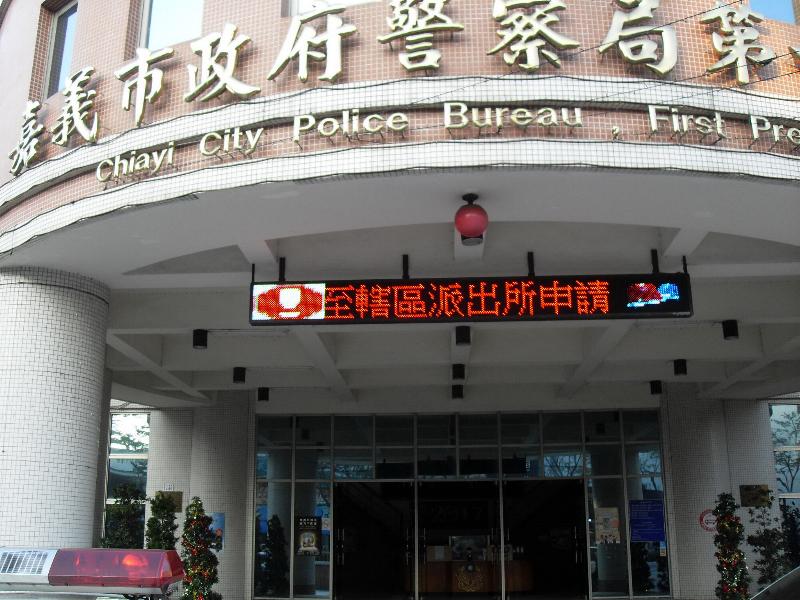 嘉義市政府警察局第
Chiayi City Police Bureau , First Pre
至轄區派出所申請